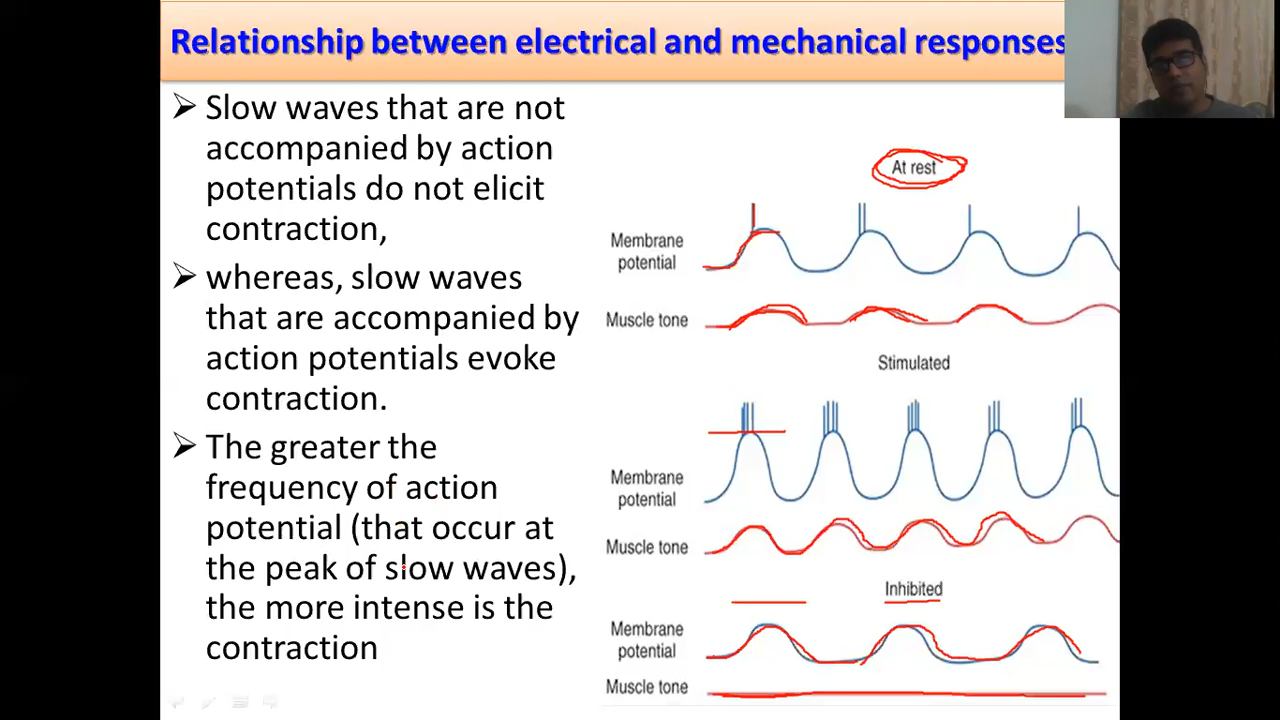 Relationship between electrical and mechanical responses
Slow waves that are not
accompanied by action
potentials do not elicit
contraction,
whereas, slow waves
that are accompanied by
action potentials evoke
contraction.
The greater the
frequency of action
potential (that occur at
the peak of slow waves),
the more intense is the
contraction
At rest
Membrane
potential
Muscle tone
Stimulated
Membrane
potential
Muscle tone
Inhibited
Membrane
potential
Muscle tone